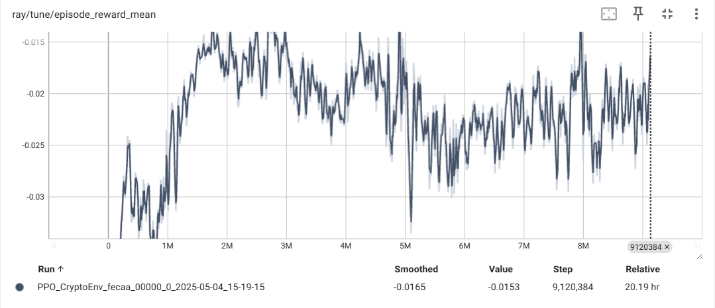 ray/tune/episode_reward_mean
-0.015
-0.02
-0.025
-0.03
0 1M 2M 3M 4M 5M 6M 7M 8M 9120384 ×
Run ↑ Smoothed Value Step Relative
PPO_CryptoEnv_fecaa_00000_0_2025-05-04_15-19-15 -0.0165 -0.0153 9,120,384 20.19 hr